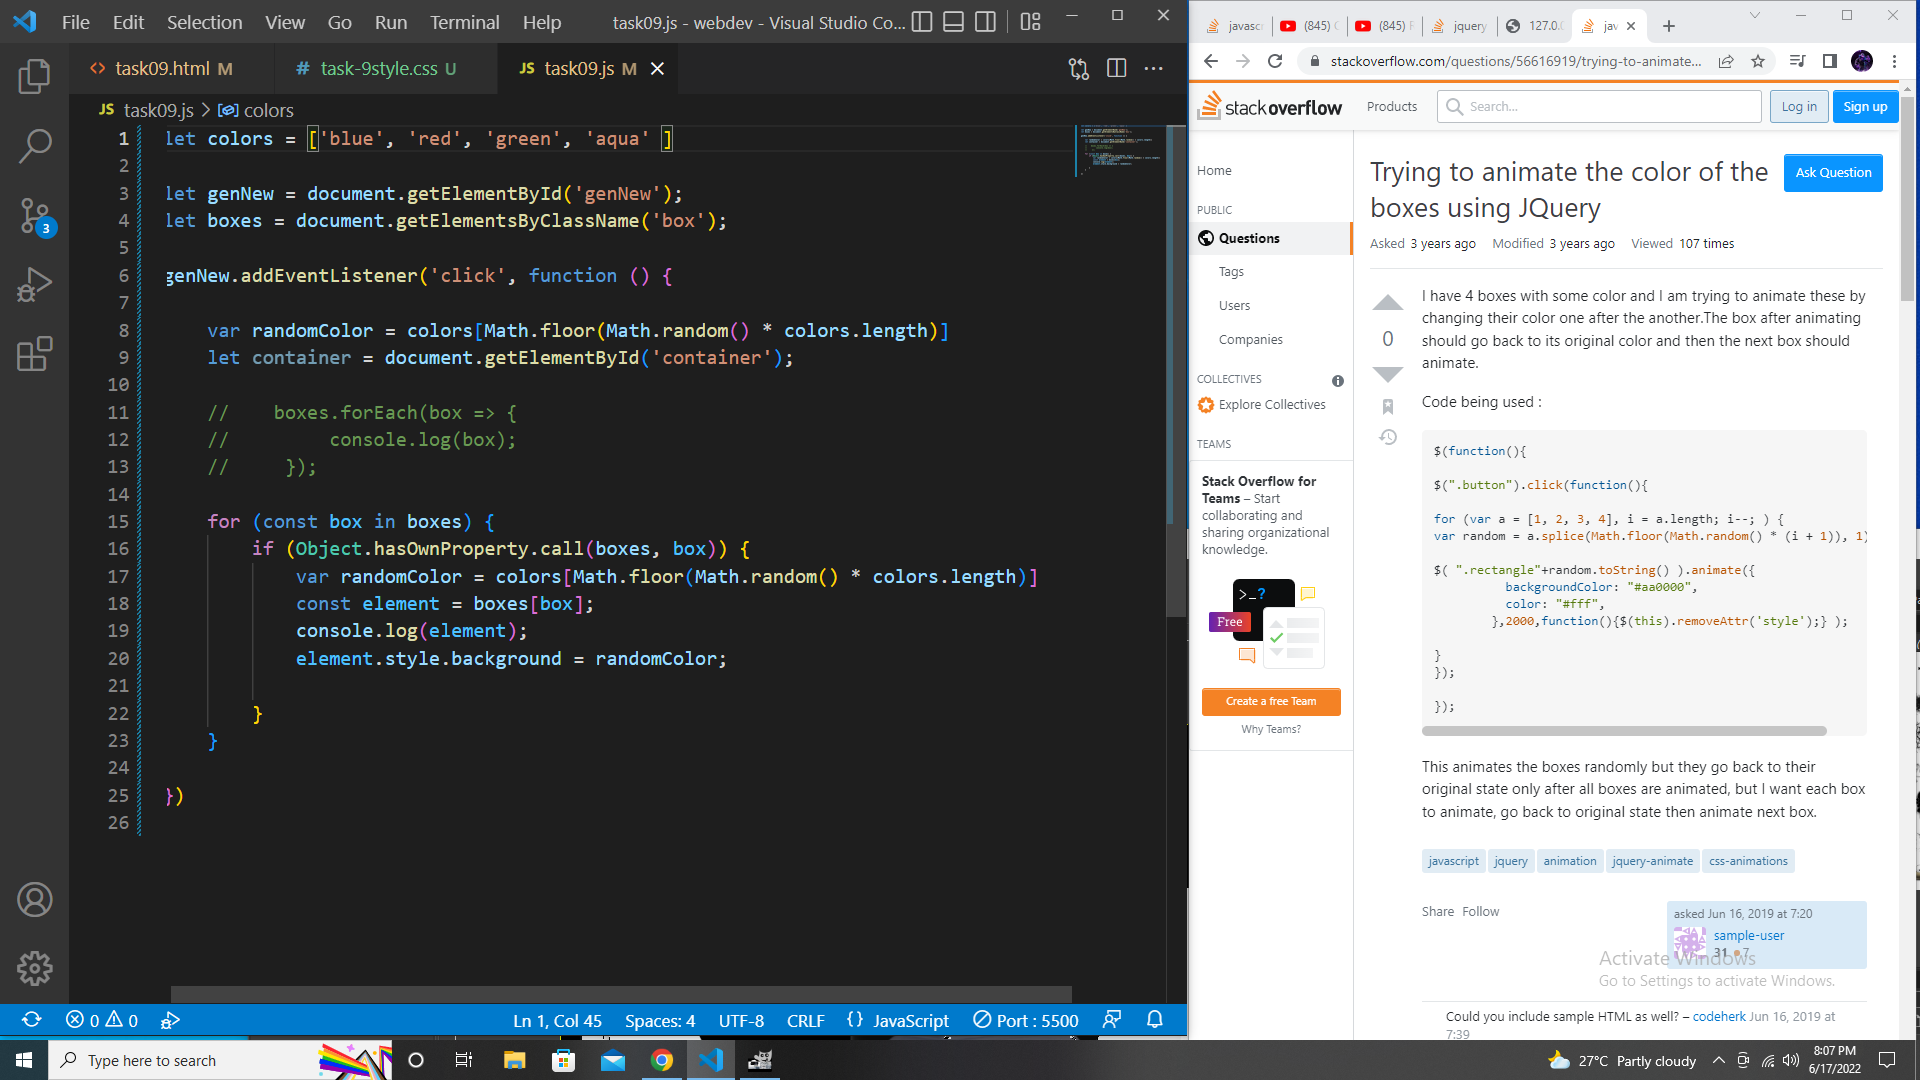 File Edit Selection View Go Run Terminal Help task09.js - webdev - Visual Studio Co...
task09.html M task-9style.css U JS task09.js M
JS task09.js > colors
1 let colors = ['blue', 'red', 'green', 'aqua' ]
2
3 let genNew = document.getElementById('genNew');
4 let boxes = document.getElementsByClassName('box');
5
6 genNew.addEventListener('click', function () {
7
8 var randomColor = colors[Math.floor(Math.random() * colors.length)]
9 let container = document.getElementById('container');
10
11 // boxes.forEach(box => {
12 // console.log(box);
13 // });
14
15 for (const box in boxes) {
16 if (Object.hasOwnProperty.call(boxes, box)) {
17 var randomColor = colors[Math.floor(Math.random() * colors.length)]
18 const element = boxes[box];
19 console.log(element);
20 element.style.background = randomColor;
21
22 }
23 }
24
25 })
26
3
0 0 Ln 1, Col 45 Spaces: 4 UTF-8 CRLF {} JavaScript Port : 5500
javasc (845) (845) jquery 127.0. jav
stackoverflow.com/questions/56616919/trying-to-animate...
stackoverflow Products Search... Log in Sign up
Home
PUBLIC
Questions
Tags
Users
Companies
COLLECTIVES
Explore Collectives
TEAMS
Stack Overflow for
Teams – Start
collaborating and
sharing organizational
knowledge.
>_?
Free
Create a free Team
Why Teams?
Trying to animate the color of the
boxes using JQuery
Ask Question
Asked 3 years ago Modified 3 years ago Viewed 107 times
0
I have 4 boxes with some color and I am trying to animate these by
changing their color one after the another.The box after animating
should go back to its original color and then the next box should
animate.
Code being used :
$(function(){
$(".button").click(function(){
for (var a = [1, 2, 3, 4], i = a.length; i--; ) {
var random = a.splice(Math.floor(Math.random() * (i + 1)), 1)
$( ".rectangle"+random.toString() ).animate({
backgroundColor: "#aa0000",
color: "#fff",
},2000,function(){$(this).removeAttr('style');} );
}
});
});
This animates the boxes randomly but they go back to their
original state only after all boxes are animated, but I want each box
to animate, go back to original state then animate next box.
javascript jquery animation jquery-animate css-animations
Share Follow
asked Jun 16, 2019 at 7:20
sample-user
31 7
Activate Windows
Go to Settings to activate Windows.
Could you include sample HTML as well? – codeherk Jun 16, 2019 at
7:39
Type here to search
27°C Partly cloudy
8:07 PM
6/17/2022